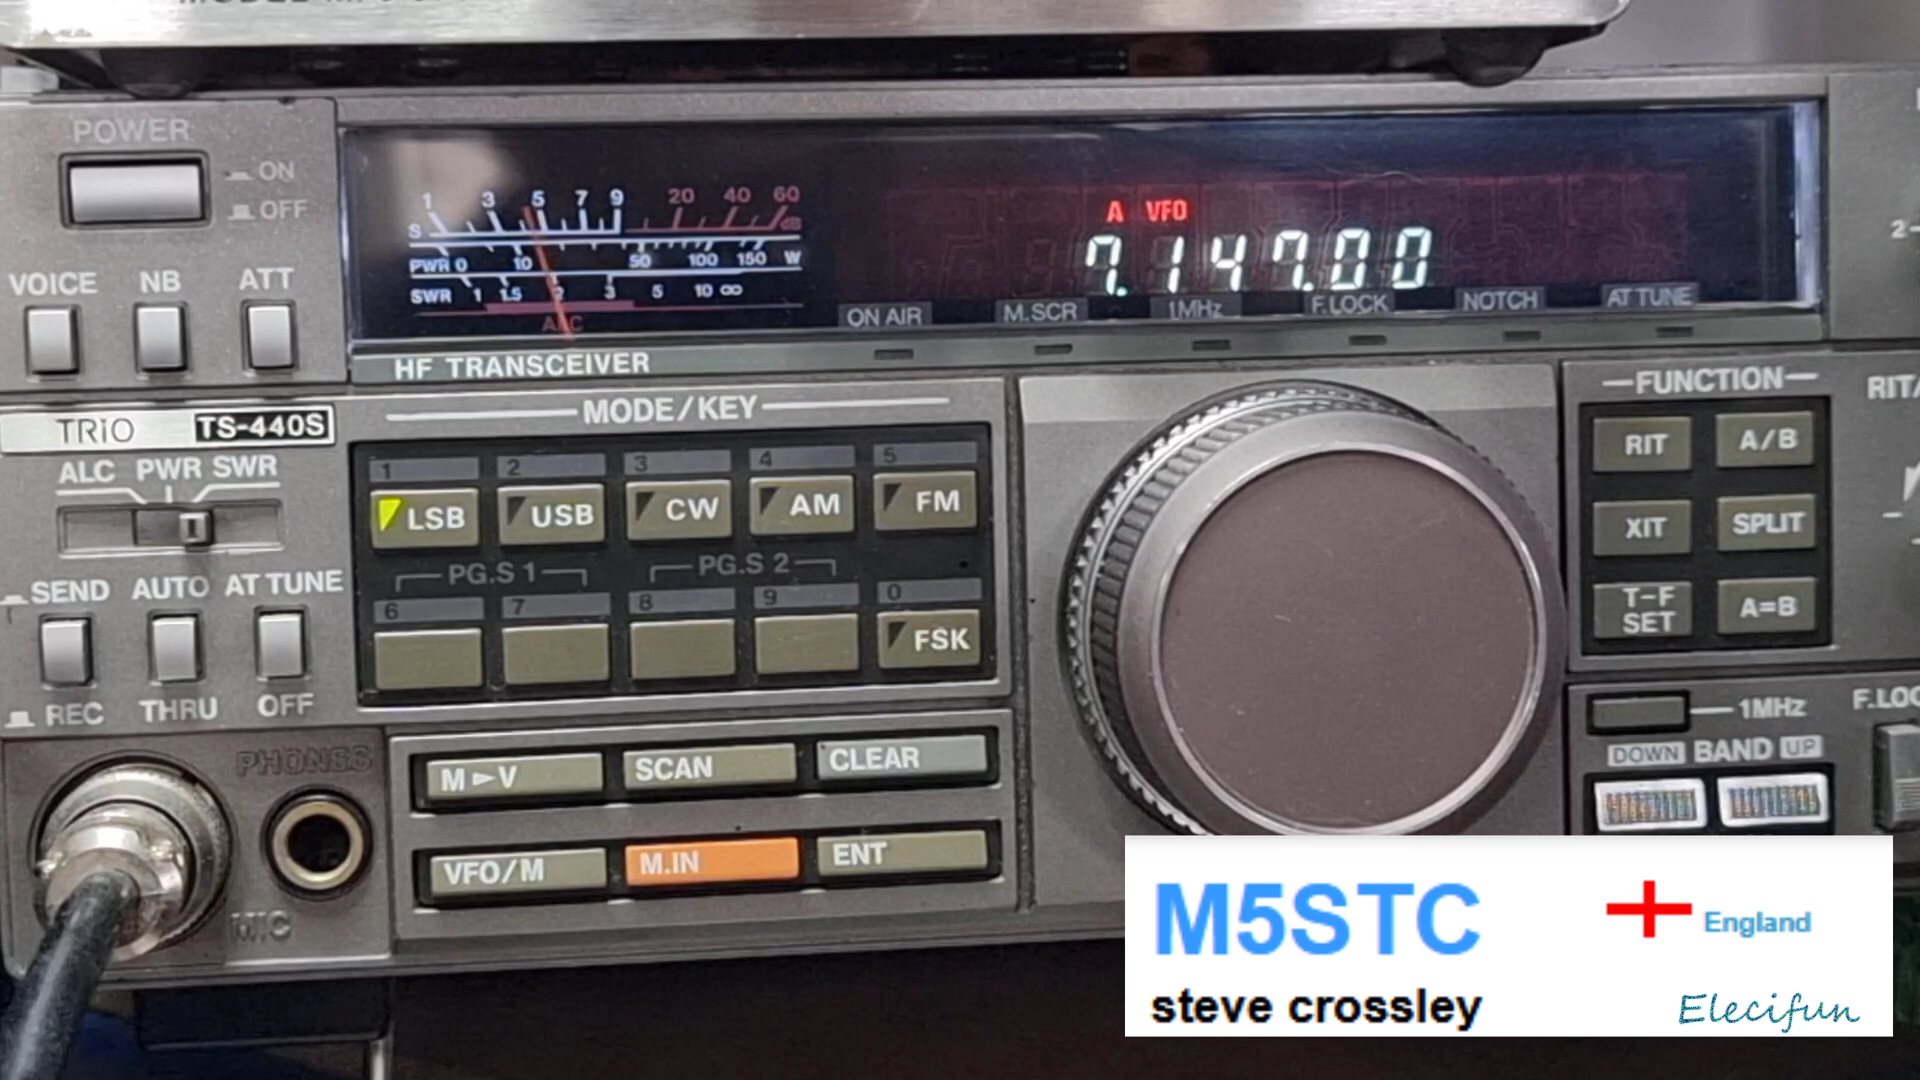 POWER
ON
OFF
VOICE NB ATT
1 3 5 7 9 20 40 60
S dB
PWR 0 10 50 100 150 W
SWR 1 1.5 2 3 5 10 ∞
ALC
A VFO
7.147.00
ON AIR M.SCR 1MHz F.LOCK NOTCH AT TUNE
HF TRANSCEIVER
TRIO TS-440S
ALC PWR SWR
SEND AUTO AT TUNE
REC THRU OFF
PHONES
MIC
MODE/KEY
1 2 3 4 5
LSB USB CW AM FM
PG.S 1 PG.S 2
6 7 8 9 0
FSK
M►V SCAN CLEAR
VFO/M M.IN ENT
FUNCTION
RIT A/B
XIT SPLIT
T-F SET A=B
1MHz
DOWN BAND UP
M5STC
England
steve crossley
Elecifun